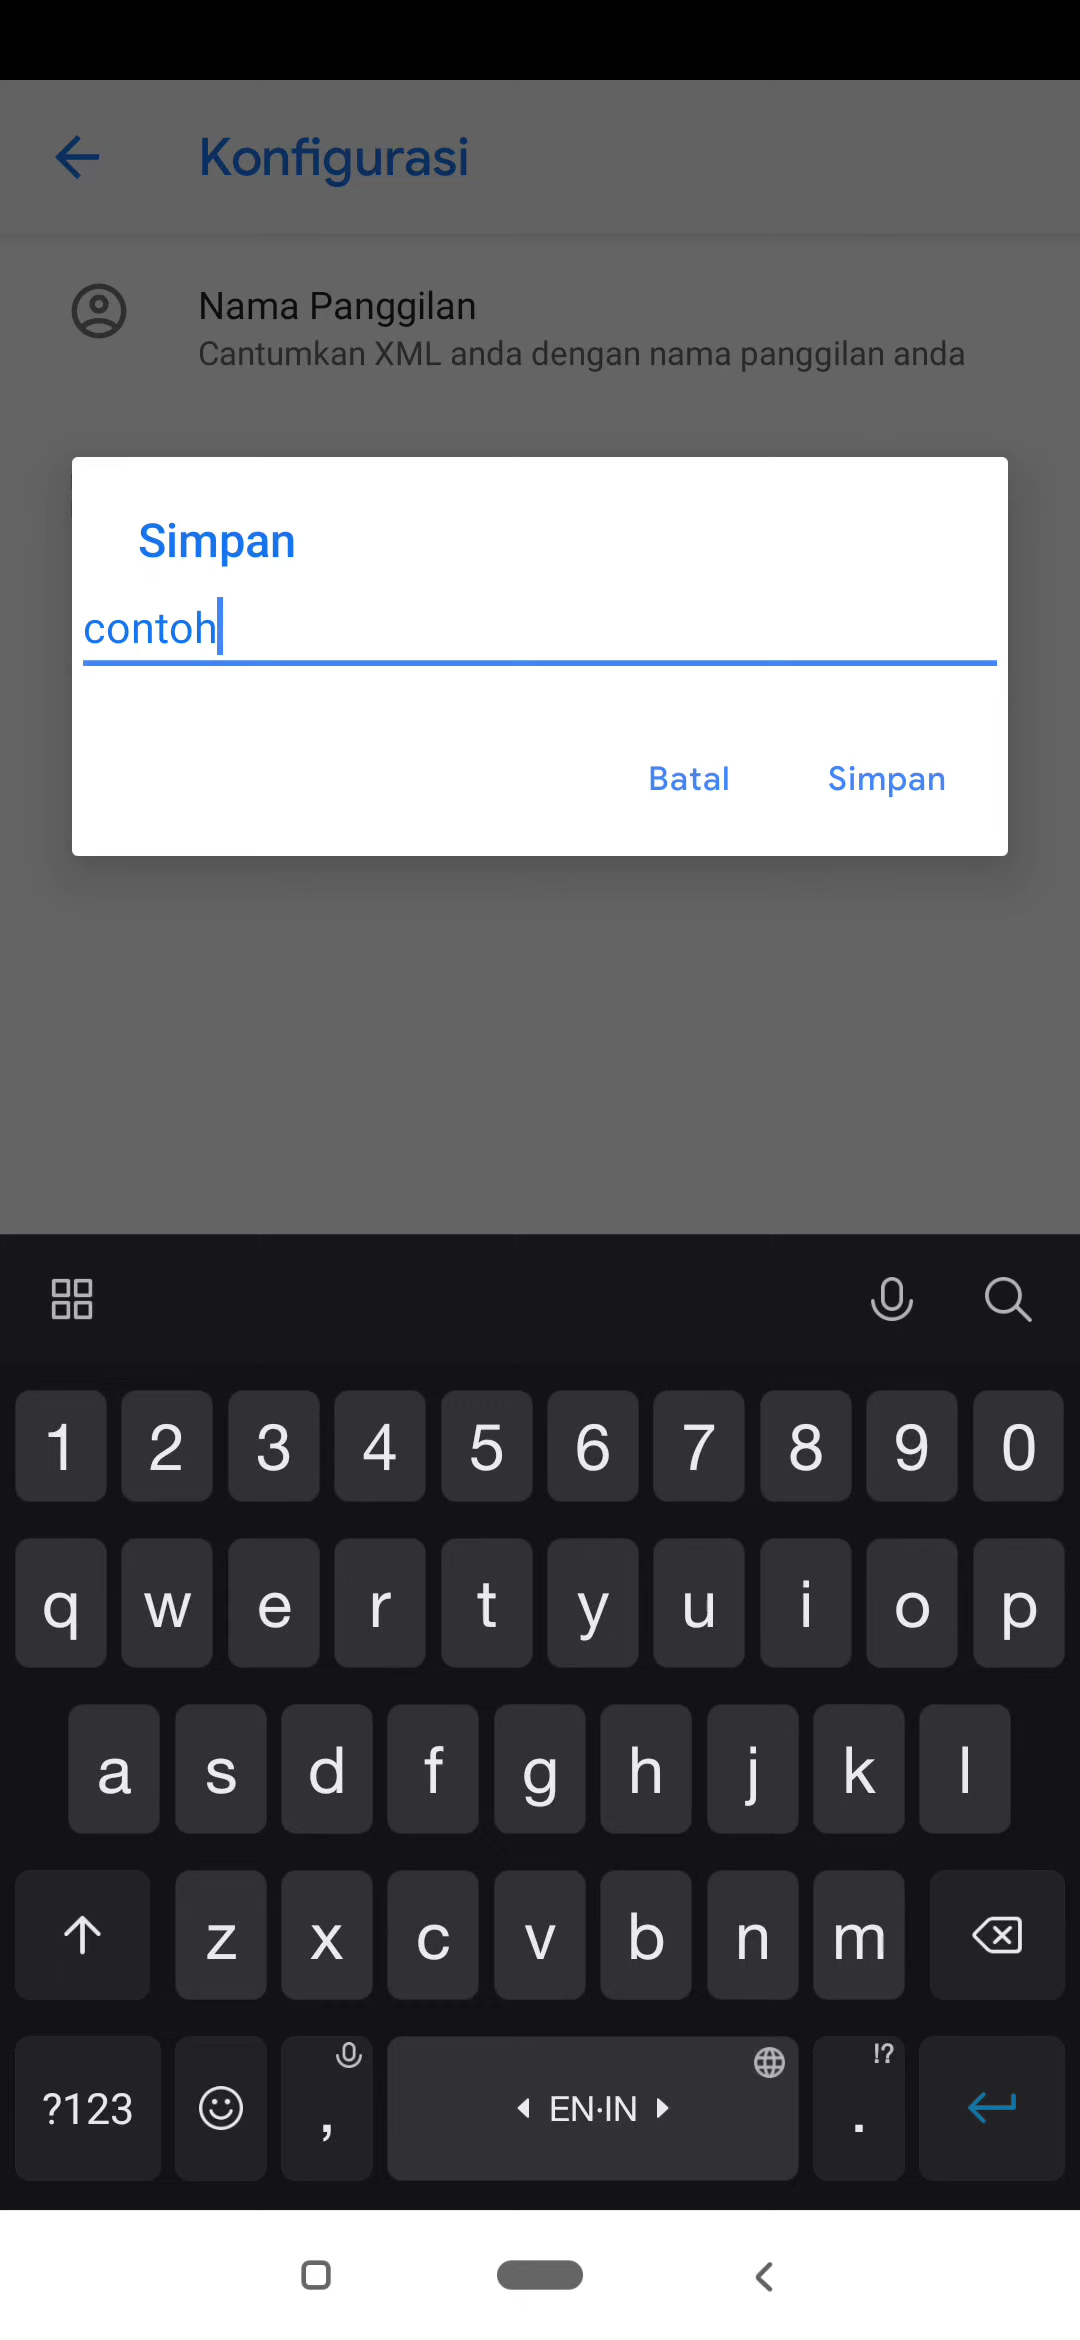 Konfigurasi
Nama Panggilan
Cantumkan XML anda dengan nama panggilan anda
Simpan
contoh
Batal Simpan
1 2 3 4 5 6 7 8 9 0
q w e r t y u i o p
a s d f g h j k l
z x c v b n m
?123 , EN·IN . !?